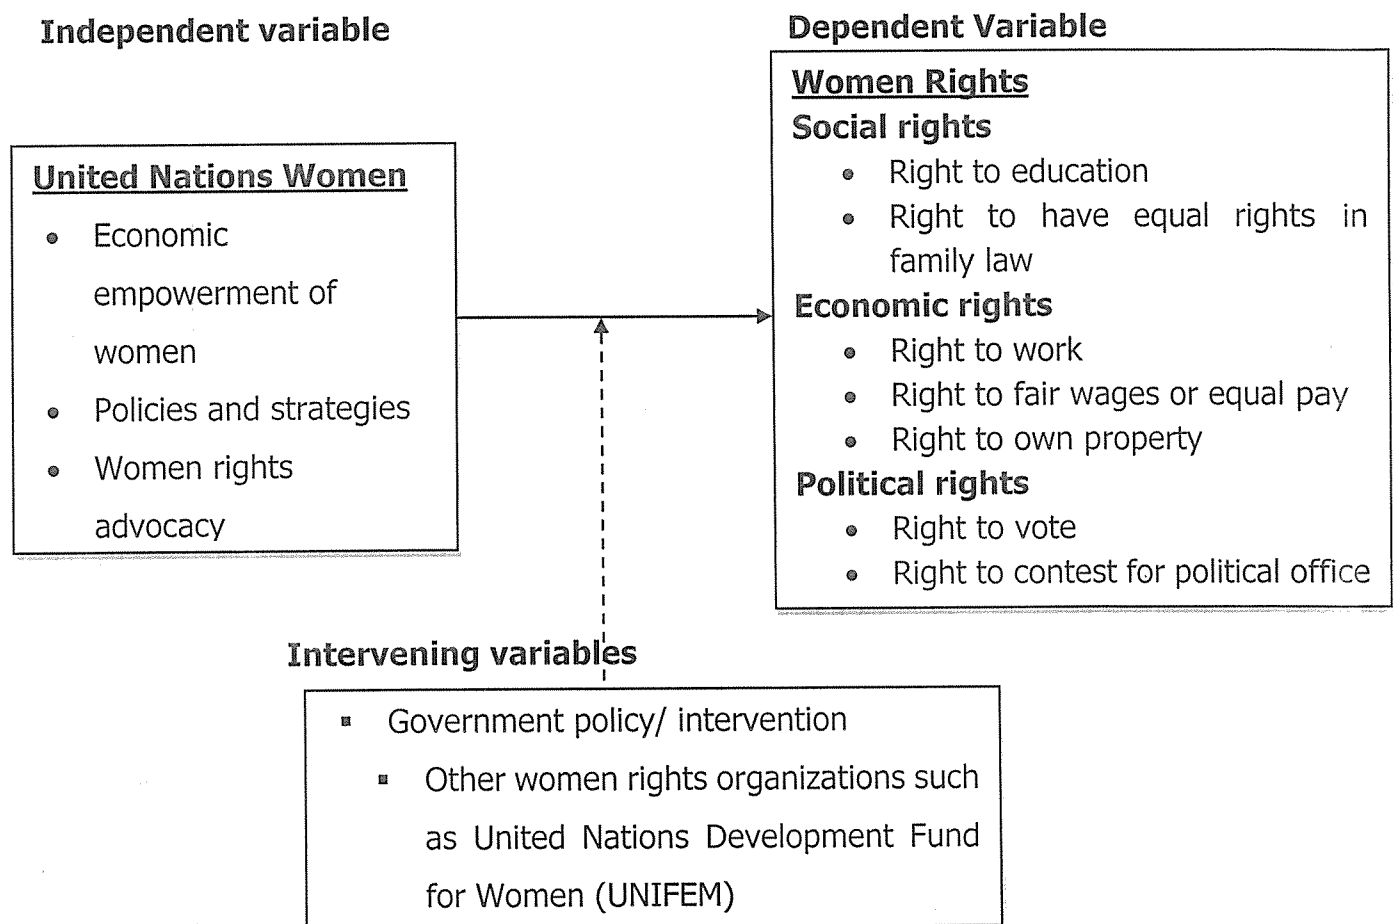 Independent variable
United Nations Women
• Economic
empowerment of
women
• Policies and strategies
• Women rights
advocacy
Dependent Variable
Women Rights
Social rights
• Right to education
• Right to have equal rights in
family law
Economic rights
• Right to work
• Right to fair wages or equal pay
• Right to own property
Political rights
• Right to vote
• Right to contest for political office
Intervening variables
▪ Government policy/ intervention
▪ Other women rights organizations such
as United Nations Development Fund
for Women (UNIFEM)